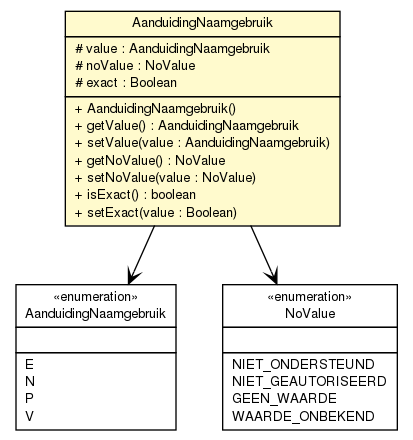 AanduidingNaamgebruik
# value : AanduidingNaamgebruik
# noValue : NoValue
# exact : Boolean
+ AanduidingNaamgebruik()
+ getValue() : AanduidingNaamgebruik
+ setValue(value : AanduidingNaamgebruik)
+ getNoValue() : NoValue
+ setNoValue(value : NoValue)
+ isExact() : boolean
+ setExact(value : Boolean)
«enumeration»
AanduidingNaamgebruik
E
N
P
V
«enumeration»
NoValue
NIET_ONDERSTEUND
NIET_GEAUTORISEERD
GEEN_WAARDE
WAARDE_ONBEKEND